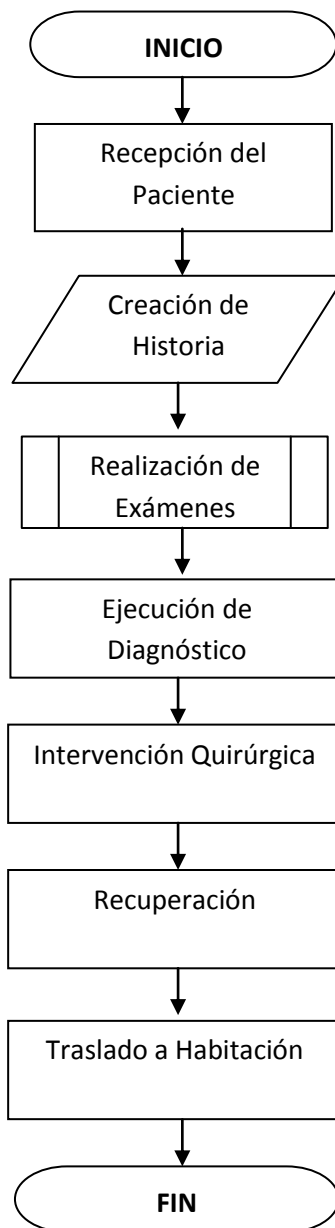 INICIO
Recepción del
Paciente
Creación de
Historia
Realización de
Exámenes
Ejecución de
Diagnóstico
Intervención Quirúrgica
Recuperación
Traslado a Habitación
FIN